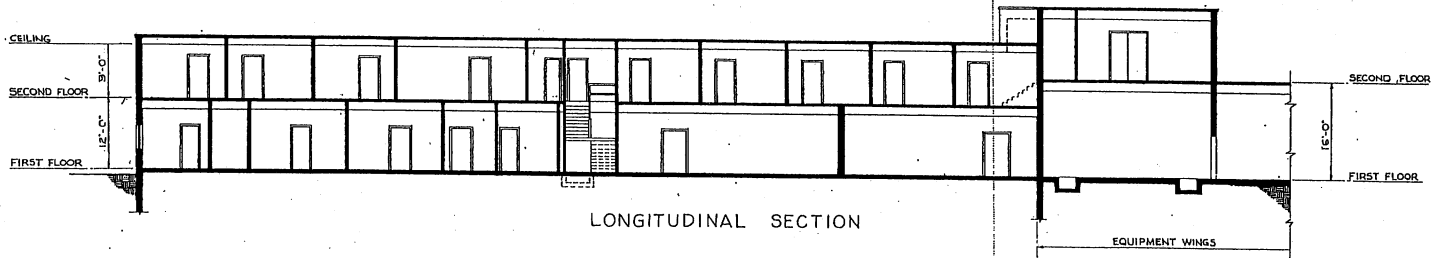 CEILING
9'-0"
SECOND FLOOR
12'-0"
FIRST FLOOR
SECOND FLOOR
16'-0"
FIRST FLOOR
LONGITUDINAL SECTION
EQUIPMENT WINGS